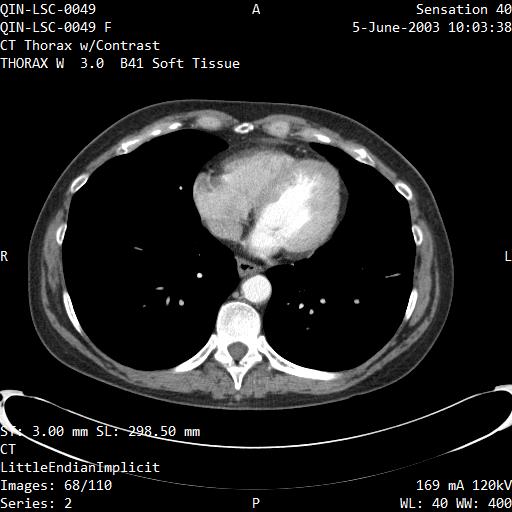 QIN-LSC-0049 A Sensation 40
QIN-LSC-0049 F 5-June-2003 10:03:38
CT Thorax w/Contrast
THORAX W 3.0 B41 Soft Tissue
R L
ST: 3.00 mm SL: 298.50 mm
CT
LittleEndianImplicit
Images: 68/110 169 mA 120kV
Series: 2 P WL: 40 WW: 400